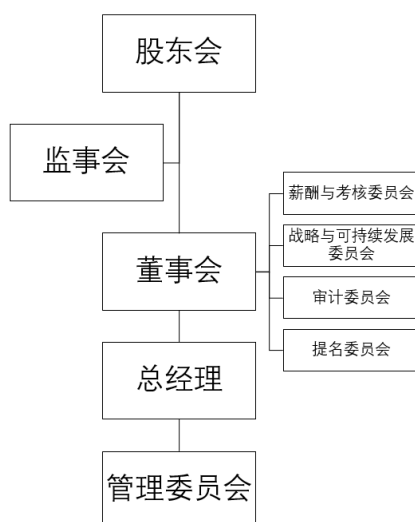 股东会
监事会
薪酬与考核委员会
战略与可持续发展
委员会
董事会
审计委员会
提名委员会
总经理
管理委员会